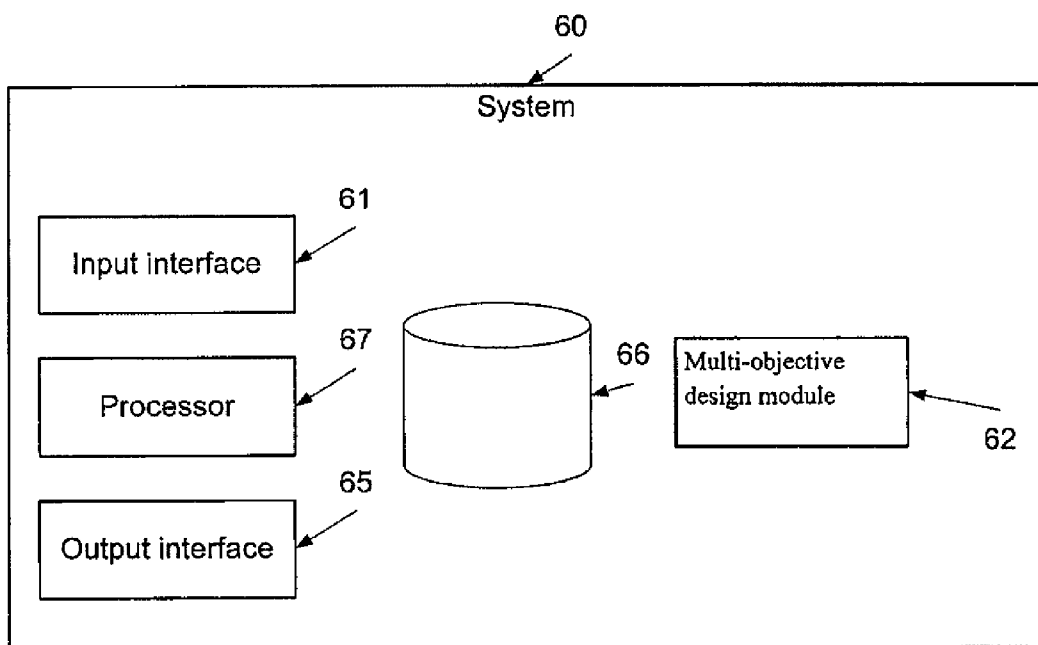 60
System
61
Input interface
67
Processor
66
Multi-objective
design module
62
65
Output interface